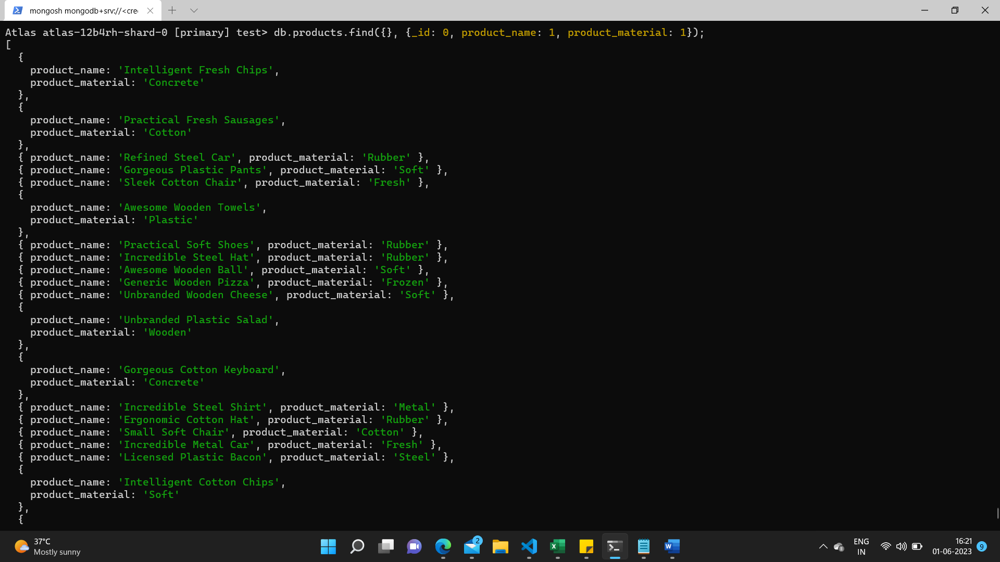 mongosh mongodb+srv://<cre
Atlas atlas-12b4rh-shard-0 [primary] test> db.products.find({}, {_id: 0, product_name: 1, product_material: 1});
[
  {
    product_name: 'Intelligent Fresh Chips',
    product_material: 'Concrete'
  },
  {
    product_name: 'Practical Fresh Sausages',
    product_material: 'Cotton'
  },
  { product_name: 'Refined Steel Car', product_material: 'Rubber' },
  { product_name: 'Gorgeous Plastic Pants', product_material: 'Soft' },
  { product_name: 'Sleek Cotton Chair', product_material: 'Fresh' },
  {
    product_name: 'Awesome Wooden Towels',
    product_material: 'Plastic'
  },
  { product_name: 'Practical Soft Shoes', product_material: 'Rubber' },
  { product_name: 'Incredible Steel Hat', product_material: 'Rubber' },
  { product_name: 'Awesome Wooden Ball', product_material: 'Soft' },
  { product_name: 'Generic Wooden Pizza', product_material: 'Frozen' },
  { product_name: 'Unbranded Wooden Cheese', product_material: 'Soft' },
  {
    product_name: 'Unbranded Plastic Salad',
    product_material: 'Wooden'
  },
  {
    product_name: 'Gorgeous Cotton Keyboard',
    product_material: 'Concrete'
  },
  { product_name: 'Incredible Steel Shirt', product_material: 'Metal' },
  { product_name: 'Ergonomic Cotton Hat', product_material: 'Rubber' },
  { product_name: 'Small Soft Chair', product_material: 'Cotton' },
  { product_name: 'Incredible Metal Car', product_material: 'Fresh' },
  { product_name: 'Licensed Plastic Bacon', product_material: 'Steel' },
  {
    product_name: 'Intelligent Cotton Chips',
    product_material: 'Soft'
  },
  {
37°C
Mostly sunny
2
ENG
IN
16:21
01-06-2023
9